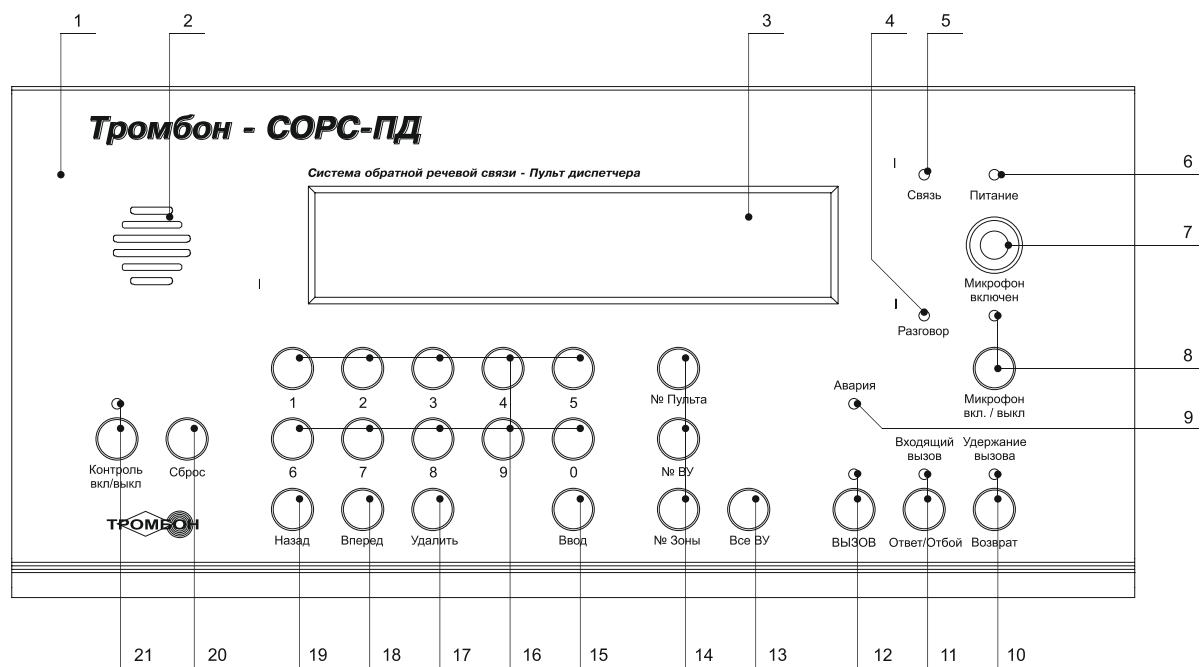 1 2 3 4 5
Тромбон - СОРС-ПД
Система обратной речевой связи - Пульт диспетчера
6
Связь Питание
7
Микрофон
включен
Разговор
8
Авария
Микрофон
вкл. / выкл
1 2 3 4 5 № Пульта
9
Входящий
вызов
Удержание
вызова
Контроль
вкл/выкл
Сброс
6 7 8 9 0 № ВУ
ТРОМБОН
Назад Вперед Удалить Ввод № Зоны Все ВУ ВЫЗОВ Ответ/Отбой Возврат
21 20 19 18 17 16 15 14 13 12 11 10